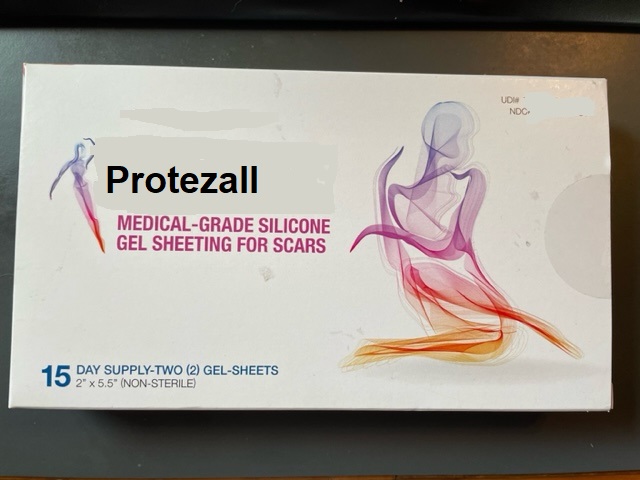 UDI#
NDC
Protezall
MEDICAL-GRADE SILICONE
GEL SHEETING FOR SCARS
15 DAY SUPPLY-TWO (2) GEL-SHEETS
2" x 5.5" (NON-STERILE)